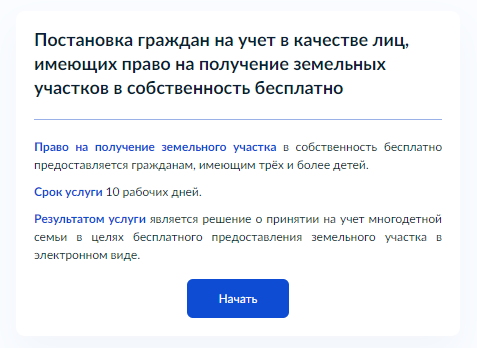 Постановка граждан на учет в качестве лиц,
имеющих право на получение земельных
участков в собственность бесплатно
Право на получение земельного участка в собственность бесплатно
предоставляется гражданам, имеющим трёх и более детей.
Срок услуги 10 рабочих дней.
Результатом услуги является решение о принятии на учет многодетной
семьи в целях бесплатного предоставления земельного участка в
электронном виде.
Начать